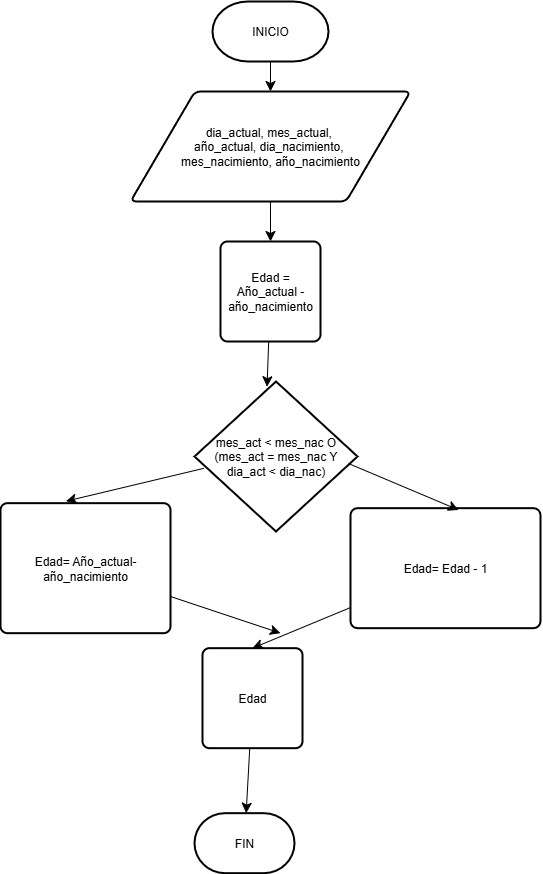 INICIO
dia_actual, mes_actual,
año_actual, dia_nacimiento,
mes_nacimiento, año_nacimiento
Edad =
Año_actual -
año_nacimiento
mes_act < mes_nac O
(mes_act = mes_nac Y
dia_act < dia_nac)
Edad= Año_actual-
año_nacimiento
Edad= Edad - 1
Edad
FIN